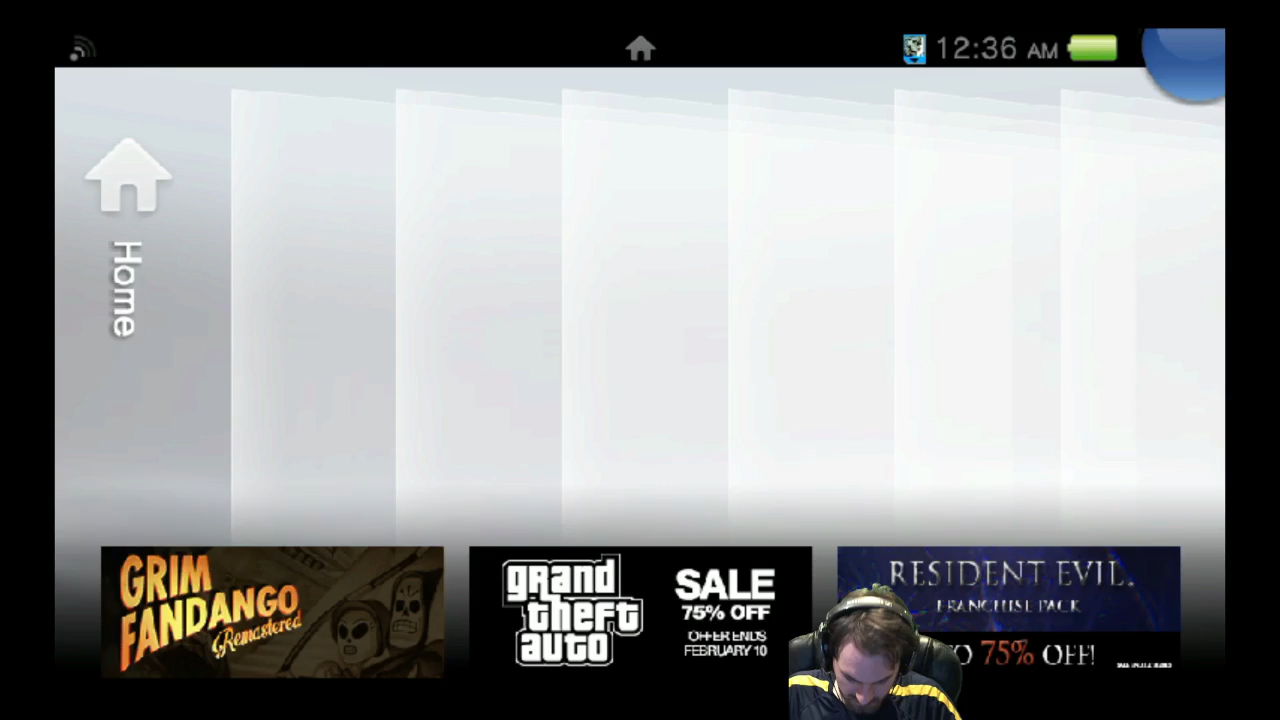 12:36 AM
Home
GRIM
FANDANGO
Remastered
grand
theft
auto
SALE
75% OFF
OFFER ENDS
FEBRUARY 10
RESIDENT EVIL.
FRANCHISE PACK
75% OFF!